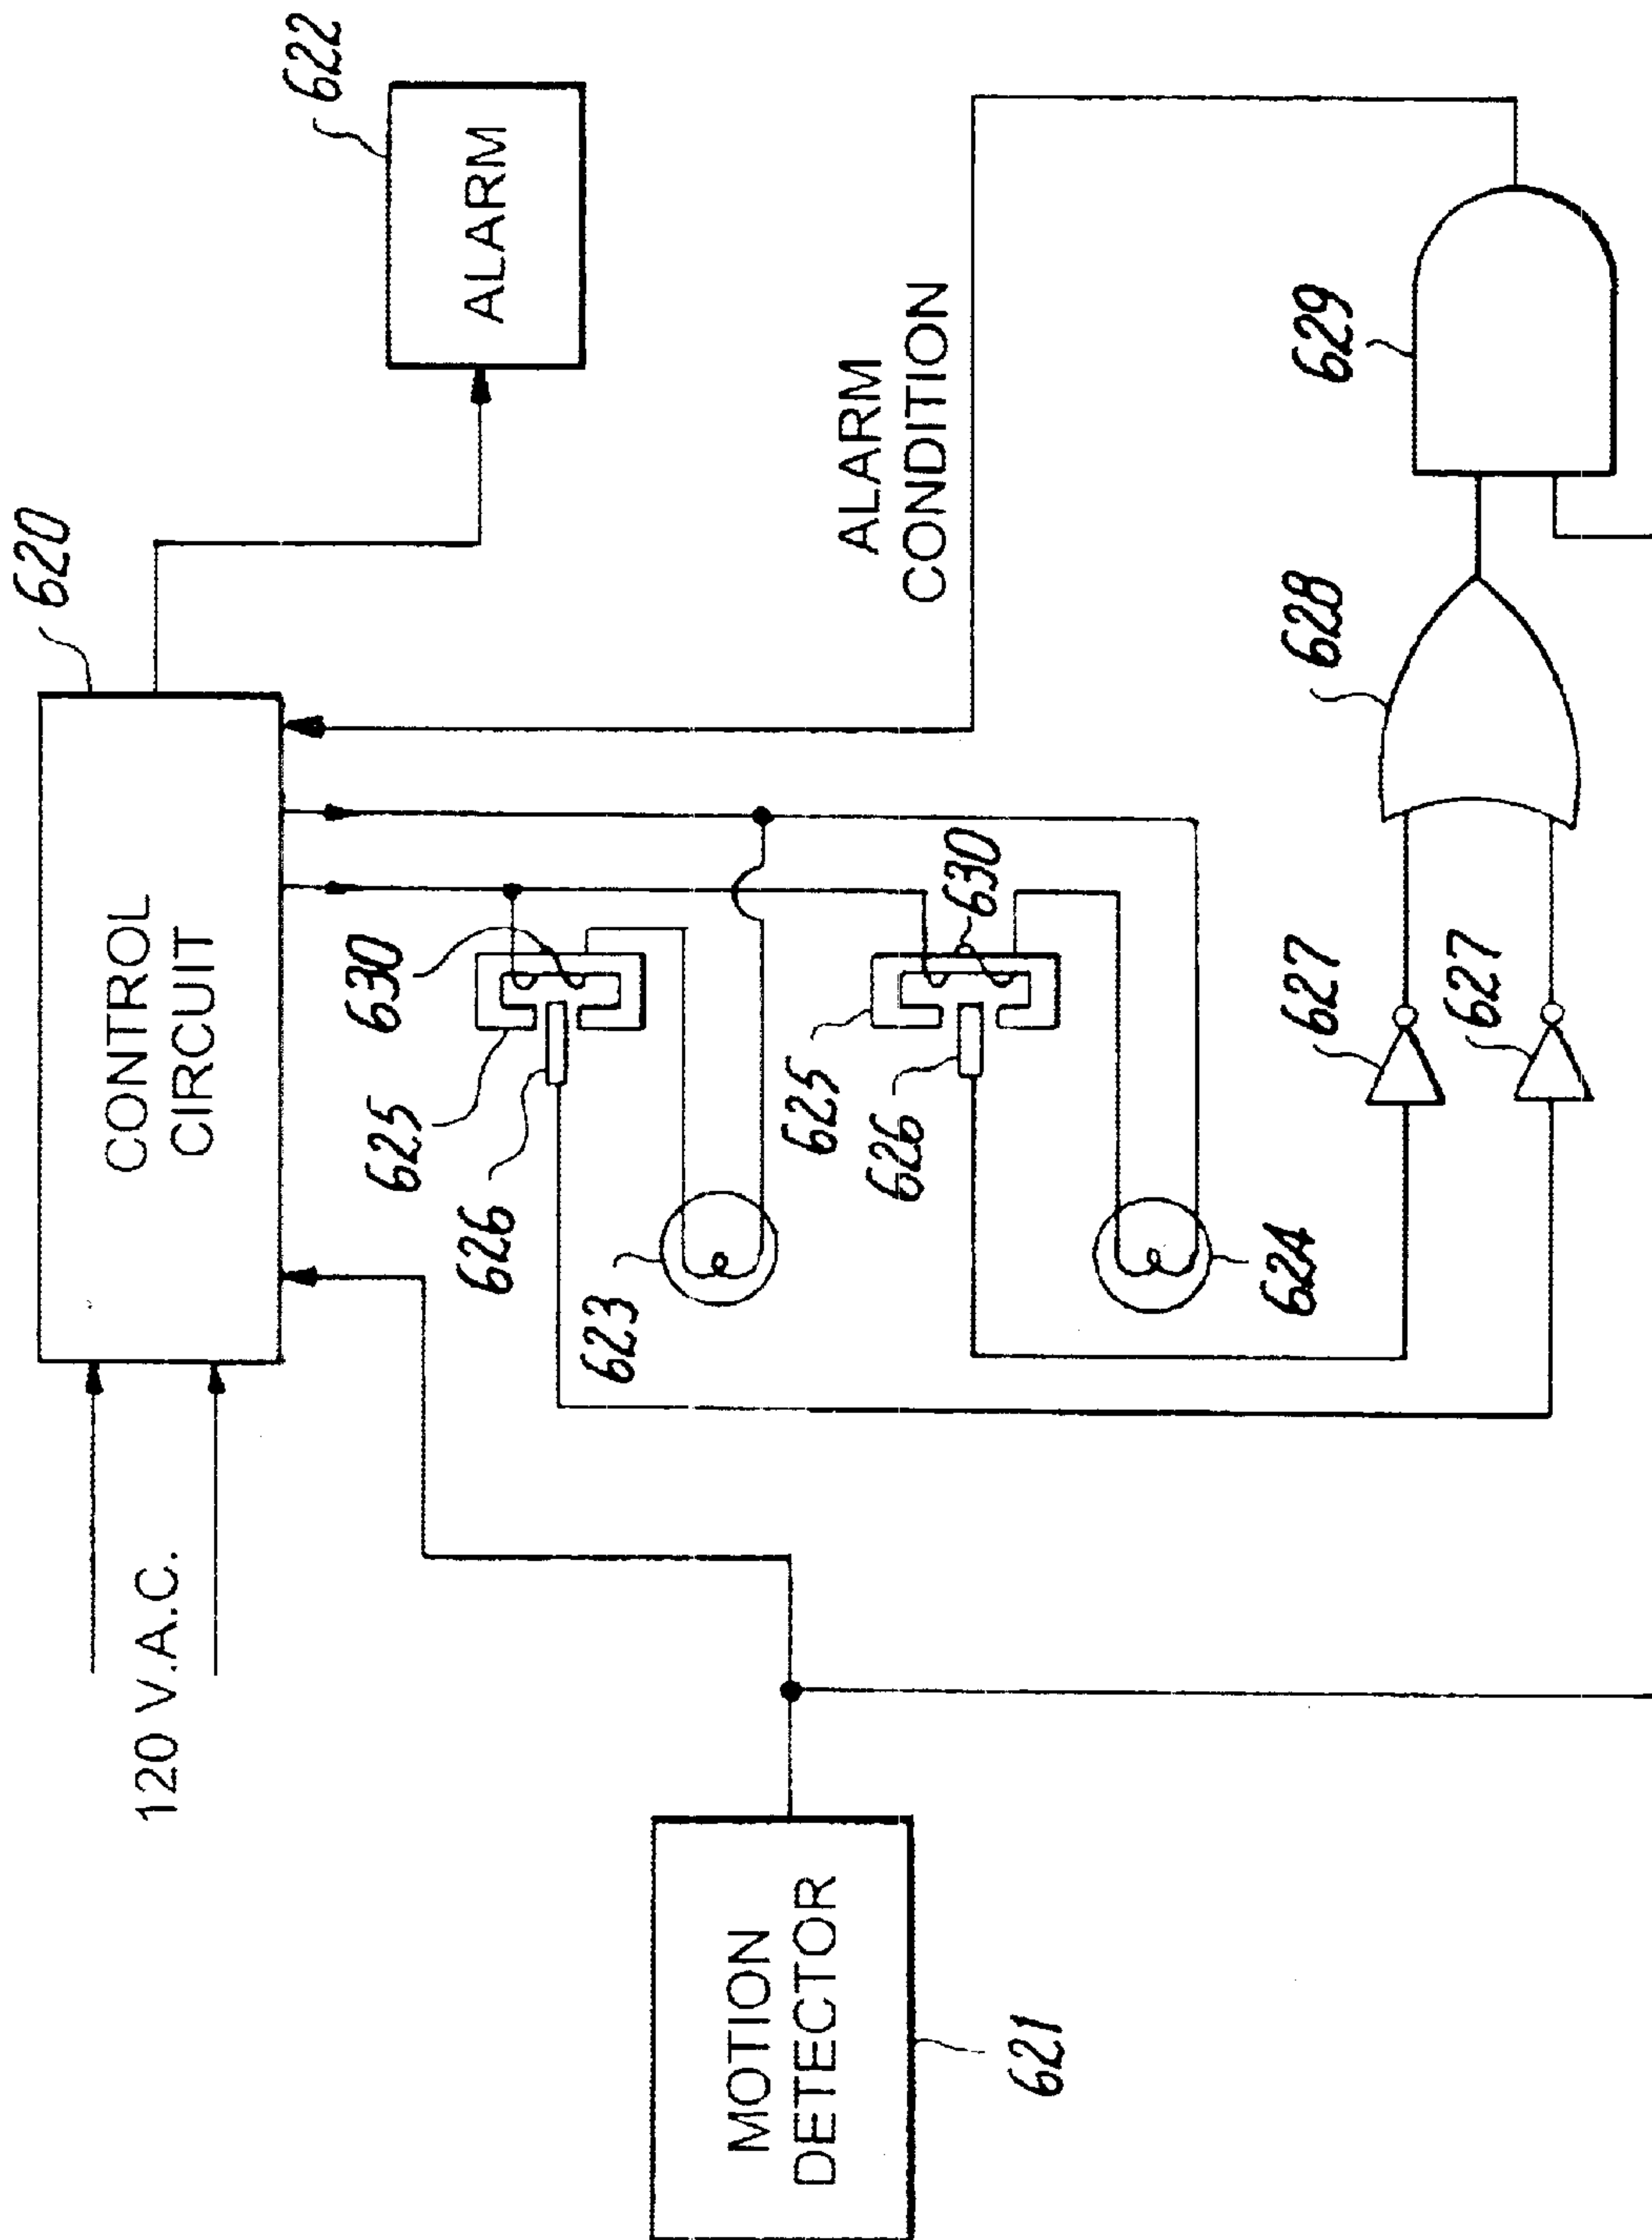 120 V.A.C.
CONTROL
CIRCUIT
620
622
ALARM
630
625
626
623
630
625
626
624
ALARM
CONDITION
MOTION
DETECTOR
621
627
627
628
629